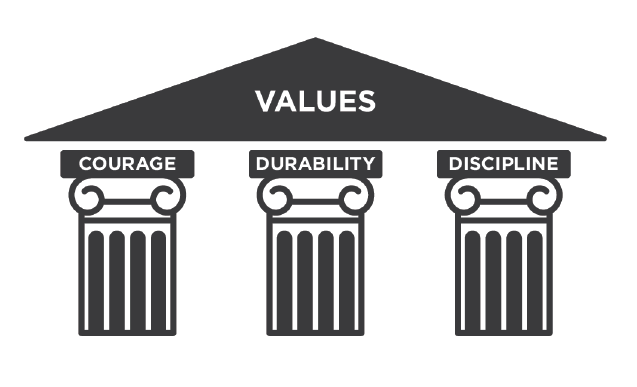 VALUES
COURAGE
DURABILITY
DISCIPLINE